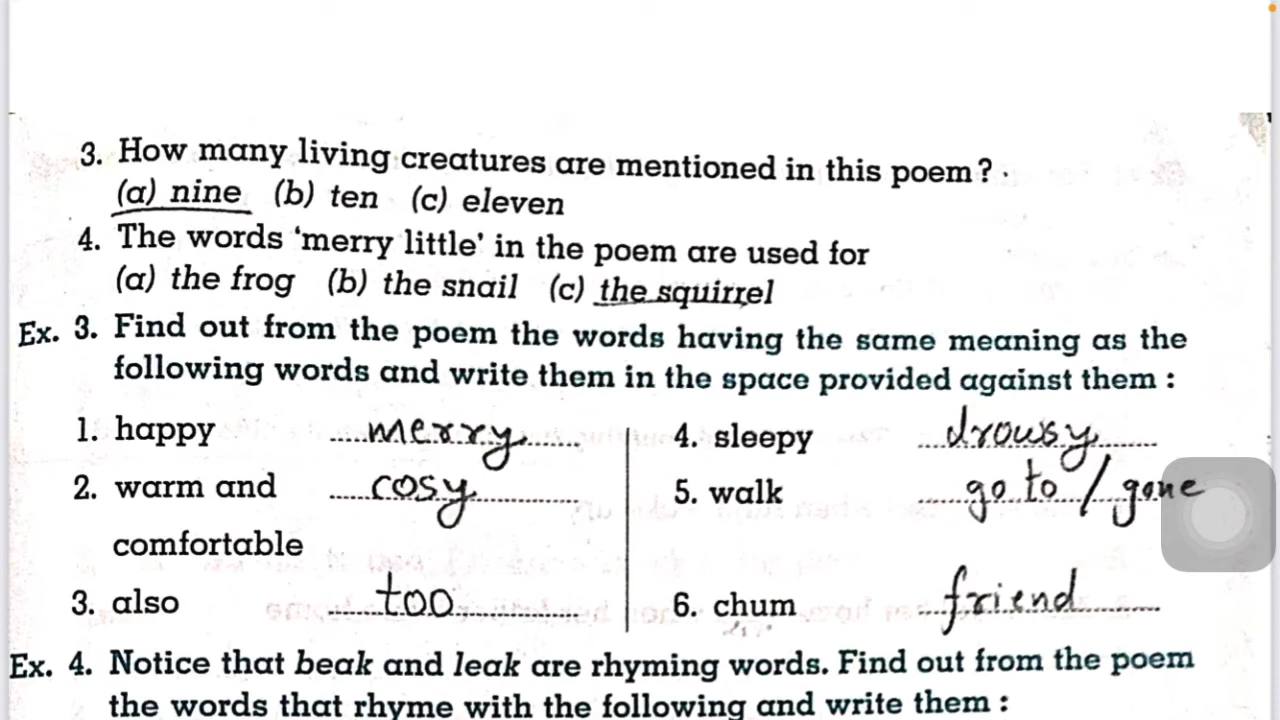 3. How many living creatures are mentioned in this poem?
(a) nine (b) ten (c) eleven
4. The words ‘merry little’ in the poem are used for
(a) the frog (b) the snail (c) the squirrel
Ex. 3. Find out from the poem the words having the same meaning as the
following words and write them in the space provided against them :
1. happy merry 4. sleepy drowsy
2. warm and cosy 5. walk go to / gone
comfortable
3. also too 6. chum friend
Ex. 4. Notice that beak and leak are rhyming words. Find out from the poem
the words that rhyme with the following and write them :